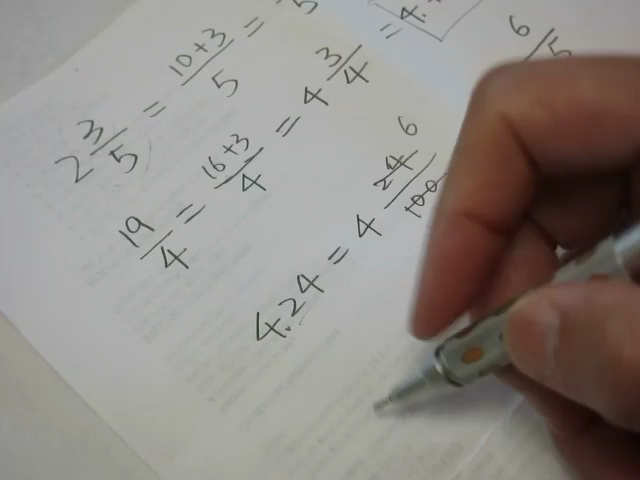 2 3/5 = 10+3/5 =
19/4 = 16+3/4 = 4 3/4 = 4.
4.24 = 4 24/100 6
6/5